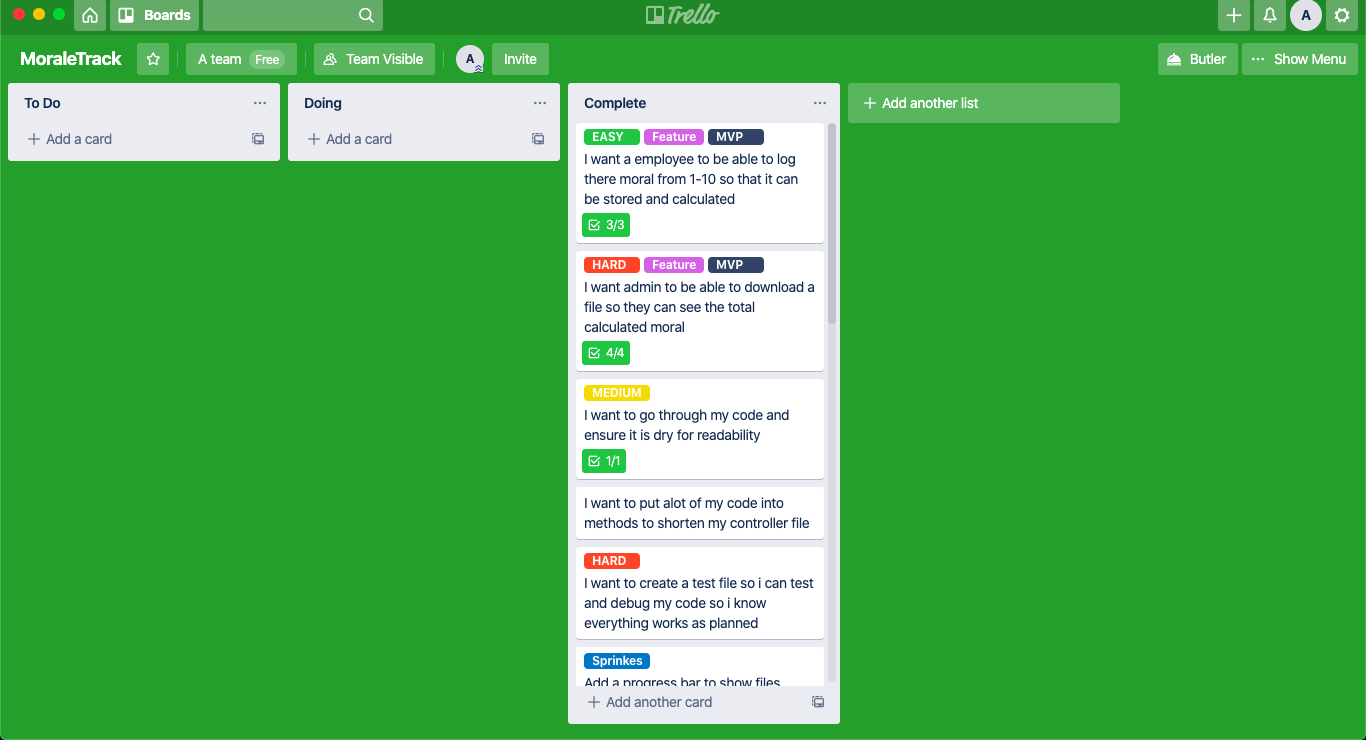 Boards
Trello
A
MoraleTrack
A team Free
Team Visible
A
Invite
Butler
Show Menu
To Do
Add a card
Doing
Add a card
Complete
EASY Feature MVP
I want a employee to be able to log
there moral from 1-10 so that it can
be stored and calculated
3/3
HARD Feature MVP
I want admin to be able to download a
file so they can see the total
calculated moral
4/4
MEDIUM
I want to go through my code and
ensure it is dry for readability
1/1
I want to put alot of my code into
methods to shorten my controller file
HARD
I want to create a test file so i can test
and debug my code so i know
everything works as planned
Sprinkes
Add a progress bar to show files
Add another card
Add another list